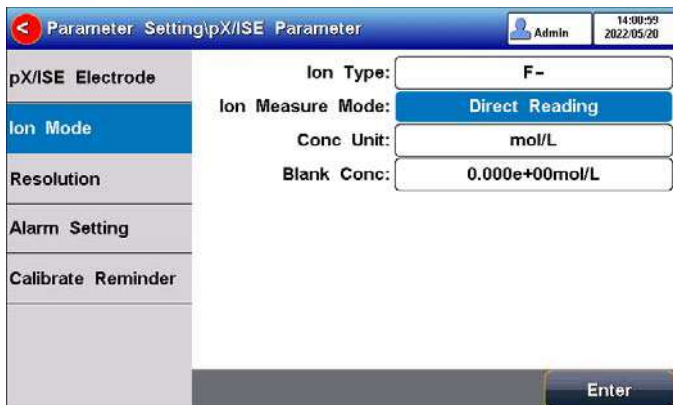 < Parameter Setting\pX/ISE Parameter
Admin
14:00:59
2022/05/20
pX/ISE Electrode
Ion Mode
Resolution
Alarm Setting
Calibrate Reminder
Ion Type: F-
Ion Measure Mode: Direct Reading
Conc Unit: mol/L
Blank Conc: 0.000e+00mol/L
Enter